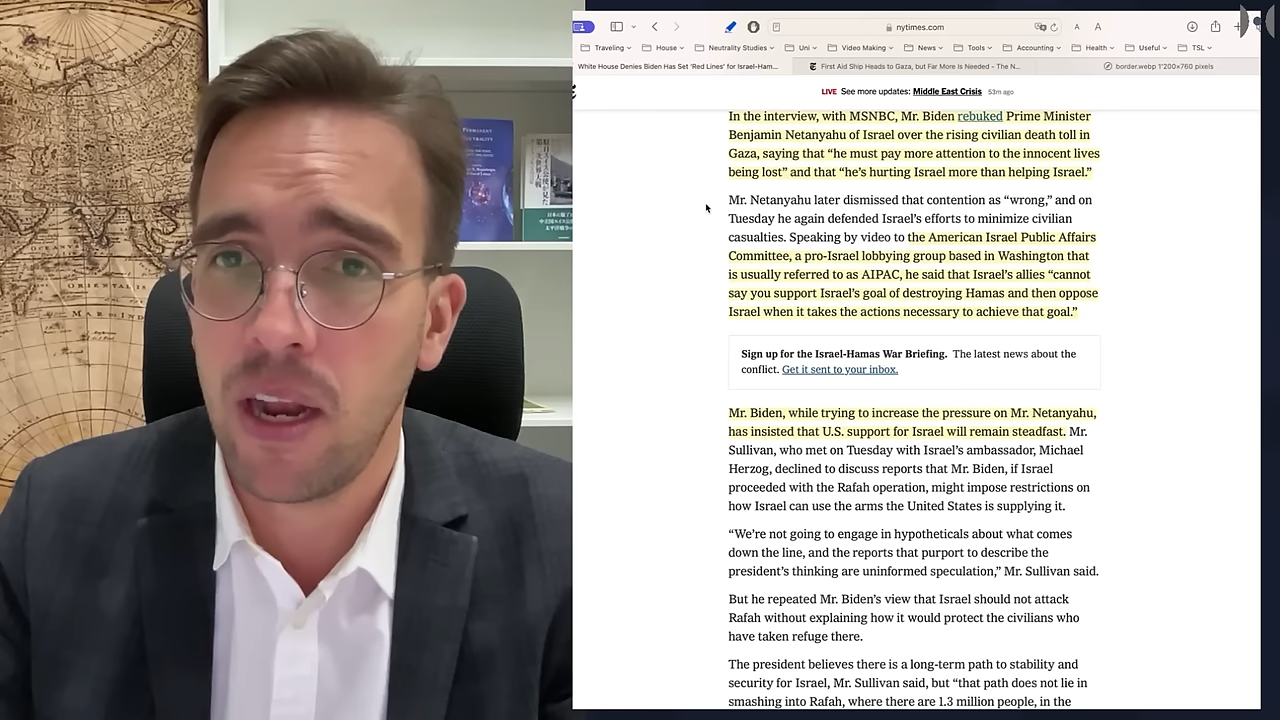 nytimes.com
A A
Traveling House Neutrality Studies Uni Video Making News Tools Accounting Health Useful TSL
White House Denies Biden Has Set 'Red Lines' for Israel-Ham... First Aid Ship Heads to Gaza, but Far More Is Needed - The N... border.webp 1'200×760 pixels
LIVE See more updates: Middle East Crisis 53m ago
In the interview, with MSNBC, Mr. Biden rebuked Prime Minister
Benjamin Netanyahu of Israel over the rising civilian death toll in
Gaza, saying that “he must pay more attention to the innocent lives
being lost” and that “he’s hurting Israel more than helping Israel.”
Mr. Netanyahu later dismissed that contention as “wrong,” and on
Tuesday he again defended Israel’s efforts to minimize civilian
casualties. Speaking by video to the American Israel Public Affairs
Committee, a pro-Israel lobbying group based in Washington that
is usually referred to as AIPAC, he said that Israel’s allies “cannot
say you support Israel’s goal of destroying Hamas and then oppose
Israel when it takes the actions necessary to achieve that goal.”
Sign up for the Israel-Hamas War Briefing. The latest news about the
conflict. Get it sent to your inbox.
Mr. Biden, while trying to increase the pressure on Mr. Netanyahu,
has insisted that U.S. support for Israel will remain steadfast. Mr.
Sullivan, who met on Tuesday with Israel’s ambassador, Michael
Herzog, declined to discuss reports that Mr. Biden, if Israel
proceeded with the Rafah operation, might impose restrictions on
how Israel can use the arms the United States is supplying it.
“We’re not going to engage in hypotheticals about what comes
down the line, and the reports that purport to describe the
president’s thinking are uninformed speculation,” Mr. Sullivan said.
But he repeated Mr. Biden’s view that Israel should not attack
Rafah without explaining how it would protect the civilians who
have taken refuge there.
The president believes there is a long-term path to stability and
security for Israel, Mr. Sullivan said, but “that path does not lie in
smashing into Rafah, where there are 1.3 million people, in the